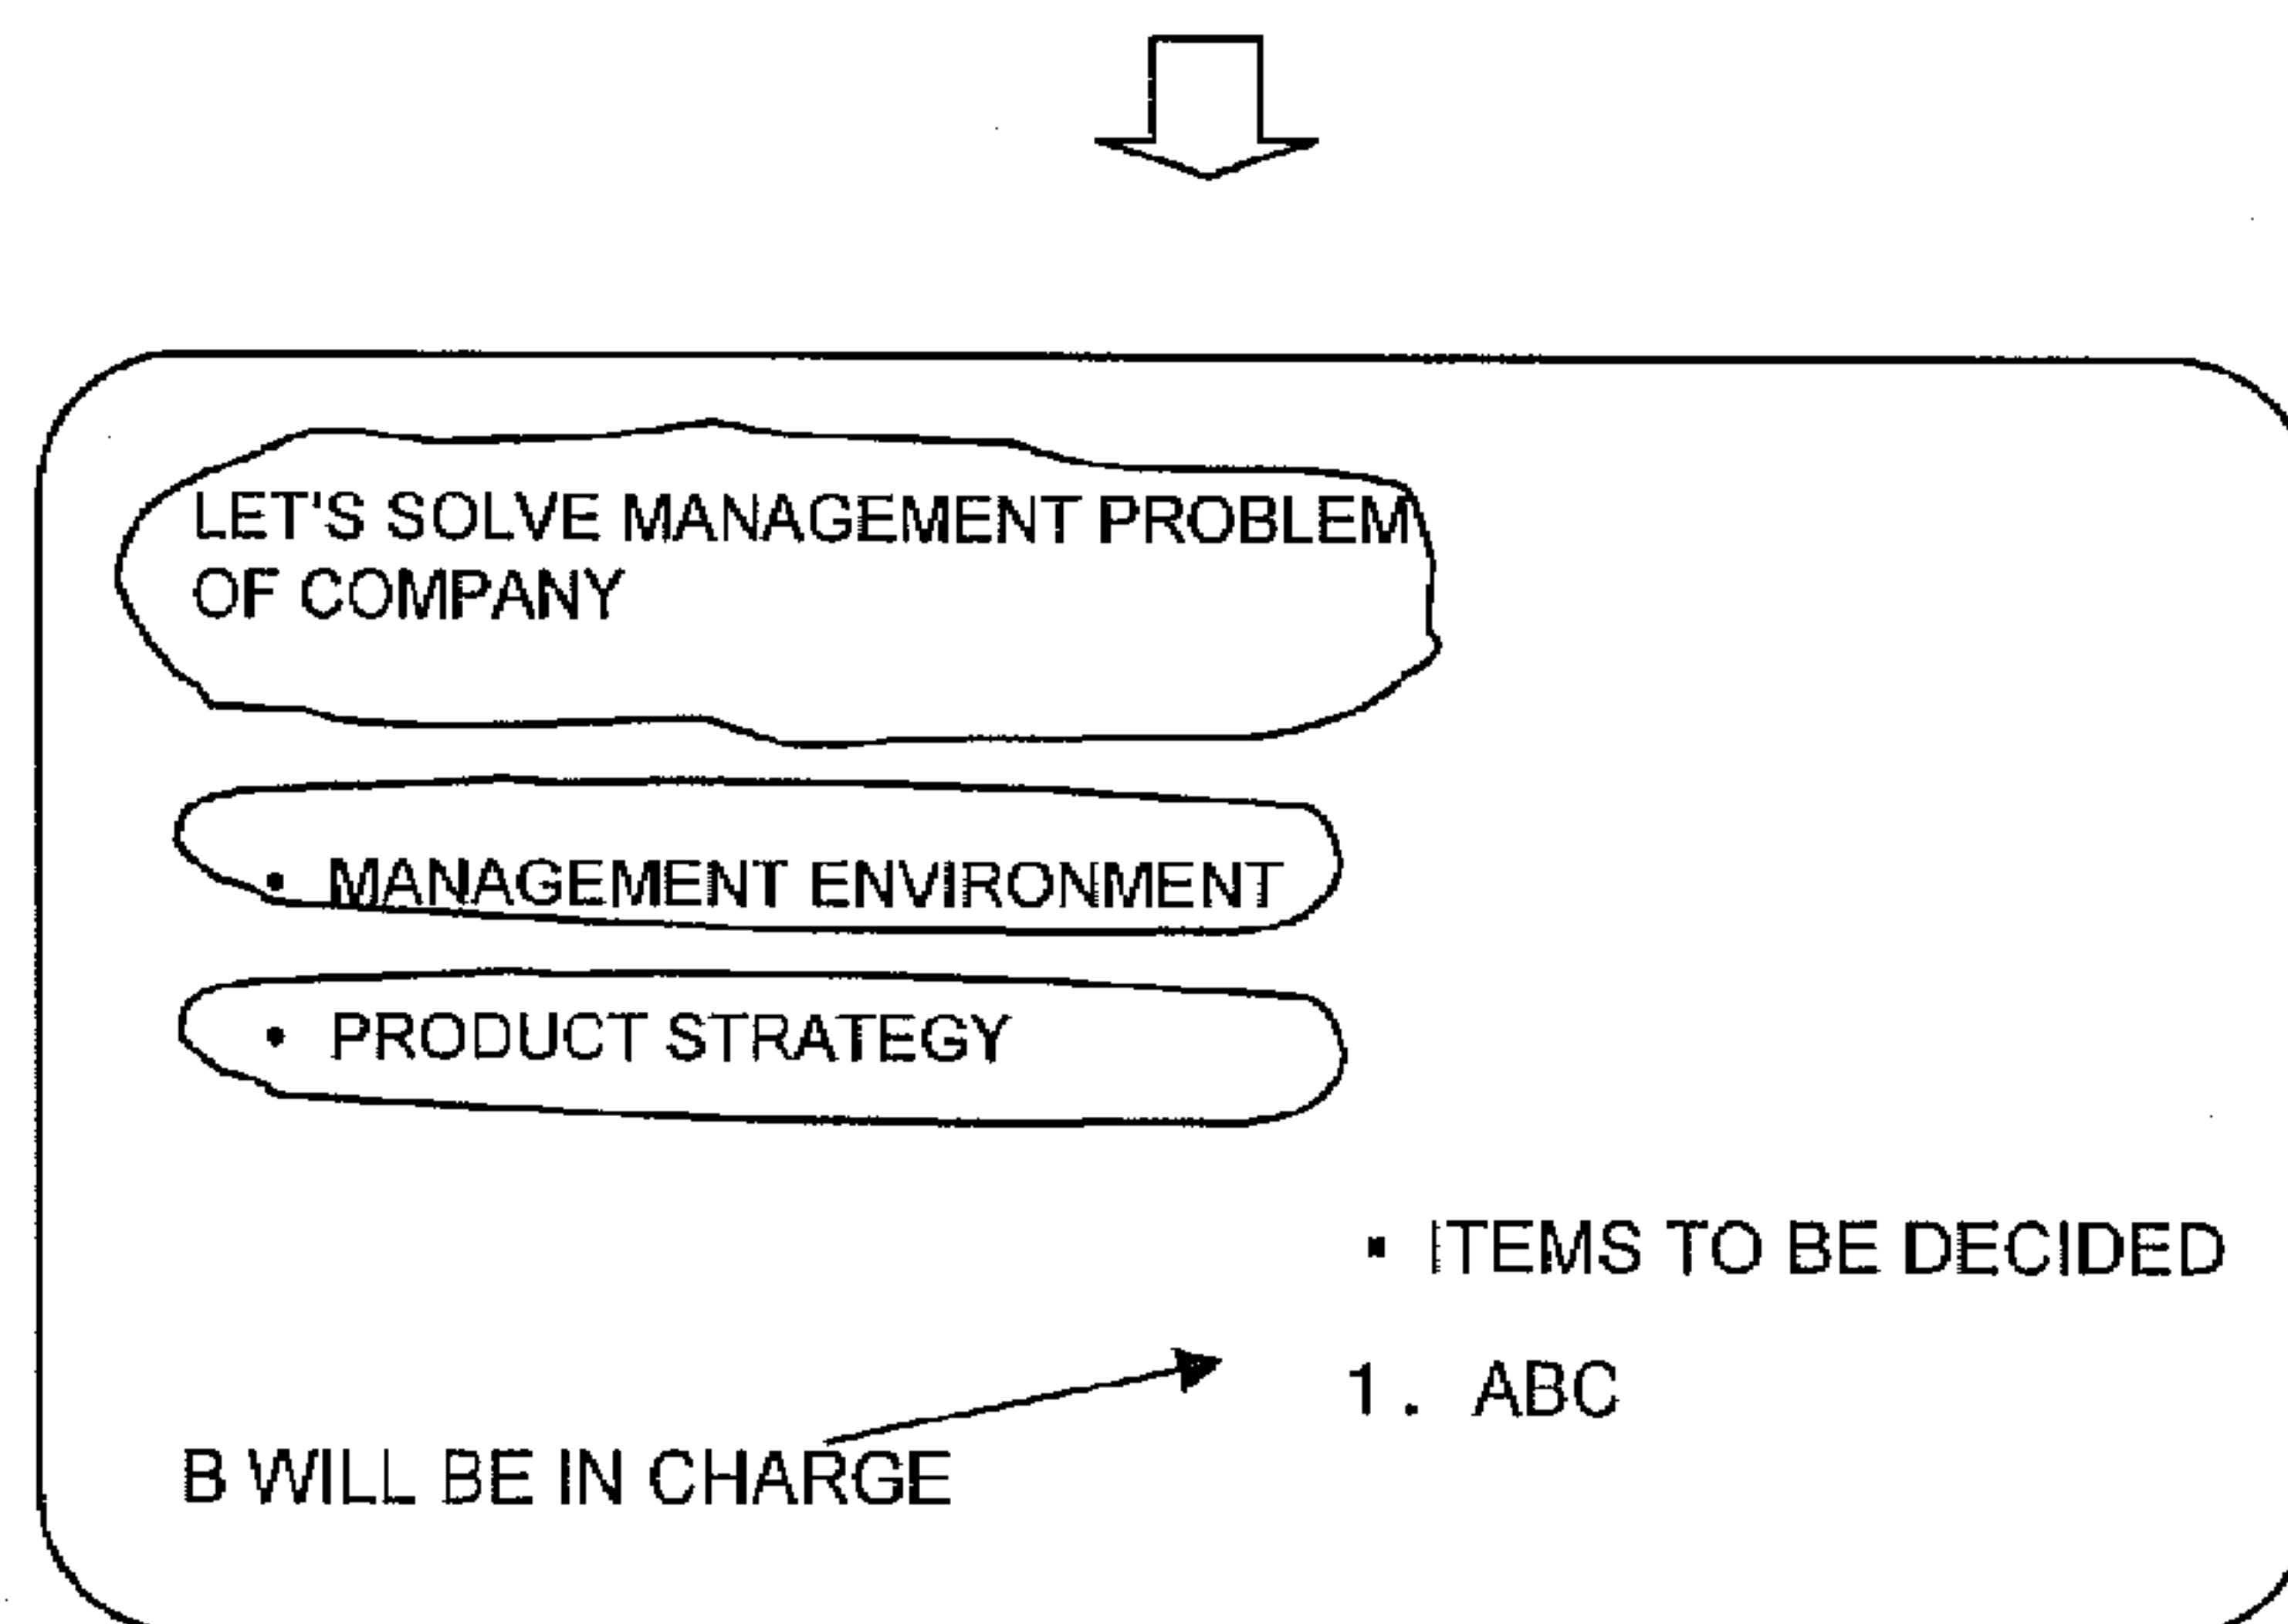 LET'S SOLVE MANAGEMENT PROBLEM
OF COMPANY
• MANAGEMENT ENVIRONMENT
• PRODUCT STRATEGY
▪ ITEMS TO BE DECIDED
1. ABC
B WILL BE IN CHARGE